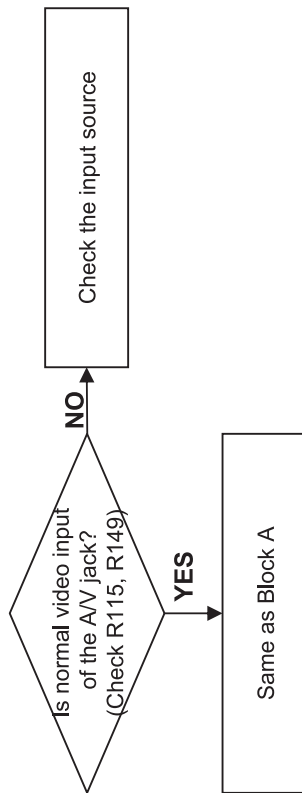 Is normal video input
of the A/V jack?
(Check R115, R149)
NO
Check the input source
YES
Same as Block A